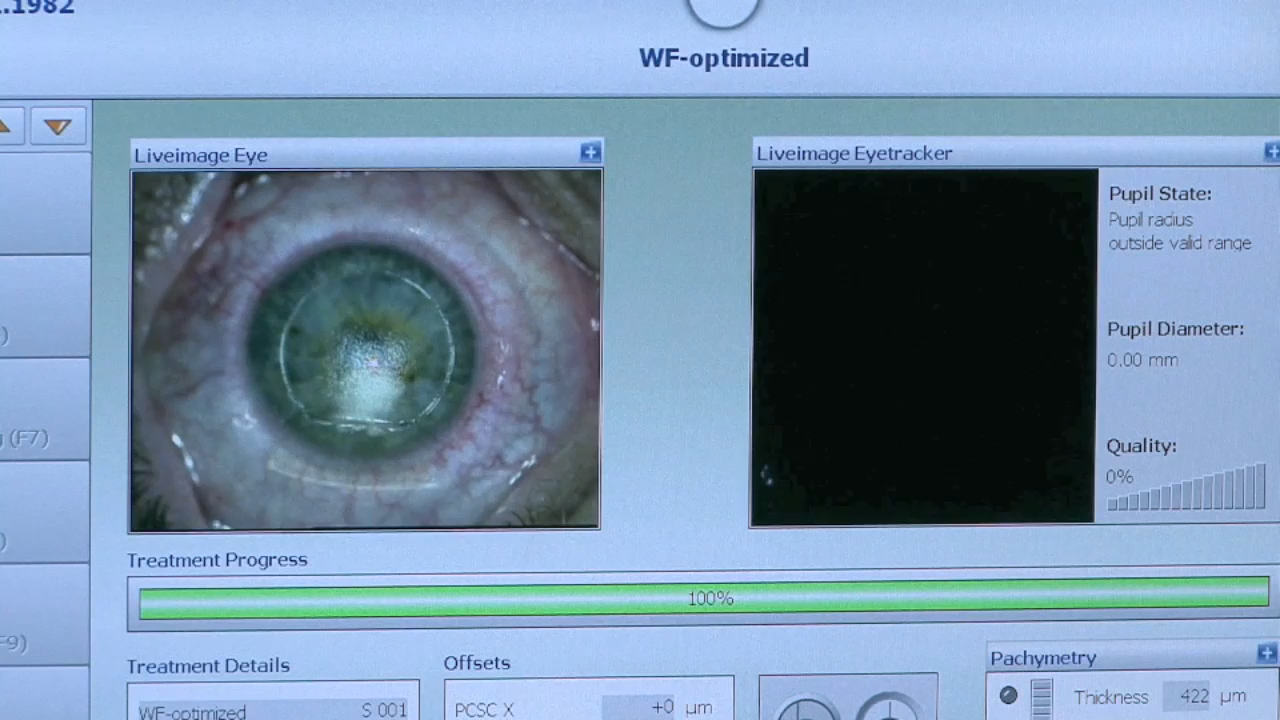 .1982
WF-optimized
Liveimage Eye
Liveimage Eyetracker
Pupil State:
Pupil radius
outside valid range
Pupil Diameter:
0.00 mm
Quality:
0%
)
(F7)
)
F9)
Treatment Progress
100%
Treatment Details
Offsets
Pachymetry
WF-optimized S 001
PCSC X +0 µm
Thickness 422 µm